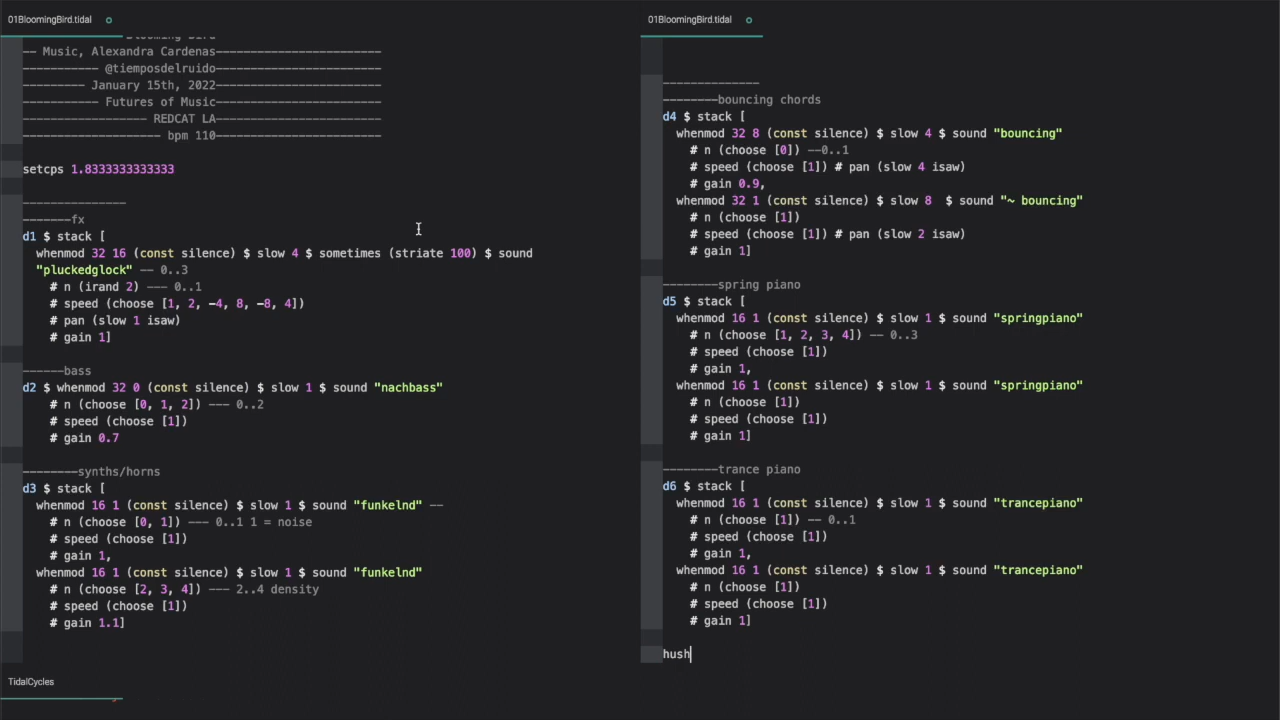 01BloomingBird.tidal
Blooming Bird
-- Music, Alexandra Cardenas------------------------
----------- @tiemposdelruido------------------------
--------- January 15th, 2022------------------------
----------- Futures of Music------------------------
------------------ REDCAT LA------------------------
-------------------- bpm 110------------------------
setcps 1.8333333333333
---------------
-------fx
d1 $ stack [
whenmod 32 16 (const silence) $ slow 4 $ sometimes (striate 100) $ sound
"pluckedglock" -- 0..3
# n (irand 2) --- 0..1
# speed (choose [1, 2, -4, 8, -8, 4])
# pan (slow 1 isaw)
# gain 1]
------bass
d2 $ whenmod 32 0 (const silence) $ slow 1 $ sound "nachbass"
# n (choose [0, 1, 2]) --- 0..2
# speed (choose [1])
# gain 0.7
--------synths/horns
d3 $ stack [
whenmod 16 1 (const silence) $ slow 1 $ sound "funkelnd" --
# n (choose [0, 1]) --- 0..1 1 = noise
# speed (choose [1])
# gain 1,
whenmod 16 1 (const silence) $ slow 1 $ sound "funkelnd"
# n (choose [2, 3, 4]) --- 2..4 density
# speed (choose [1])
# gain 1.1]
01BloomingBird.tidal
--------------
--------bouncing chords
d4 $ stack [
whenmod 32 8 (const silence) $ slow 4 $ sound "bouncing"
# n (choose [0]) --0..1
# speed (choose [1]) # pan (slow 4 isaw)
# gain 0.9,
whenmod 32 1 (const silence) $ slow 8  $ sound "~ bouncing"
# n (choose [1])
# speed (choose [1]) # pan (slow 2 isaw)
# gain 1]
--------spring piano
d5 $ stack [
whenmod 16 1 (const silence) $ slow 1 $ sound "springpiano"
# n (choose [1, 2, 3, 4]) -- 0..3
# speed (choose [1])
# gain 1,
whenmod 16 1 (const silence) $ slow 1 $ sound "springpiano"
# n (choose [1])
# speed (choose [1])
# gain 1]
--------trance piano
d6 $ stack [
whenmod 16 1 (const silence) $ slow 1 $ sound "trancepiano"
# n (choose [1]) -- 0..1
# speed (choose [1])
# gain 1,
whenmod 16 1 (const silence) $ slow 1 $ sound "trancepiano"
# n (choose [1])
# speed (choose [1])
# gain 1]
hush
TidalCycles